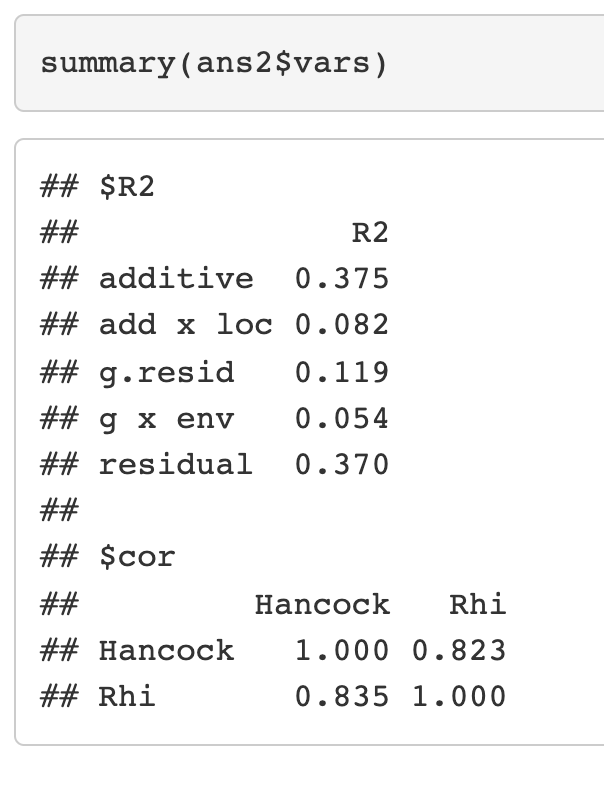 summary(ans2$vars)
## $R2
##              R2
## additive  0.375
## add x loc 0.082
## g.resid   0.119
## g x env   0.054
## residual  0.370
##
## $cor
##         Hancock   Rhi
## Hancock   1.000 0.823
## Rhi       0.835 1.000